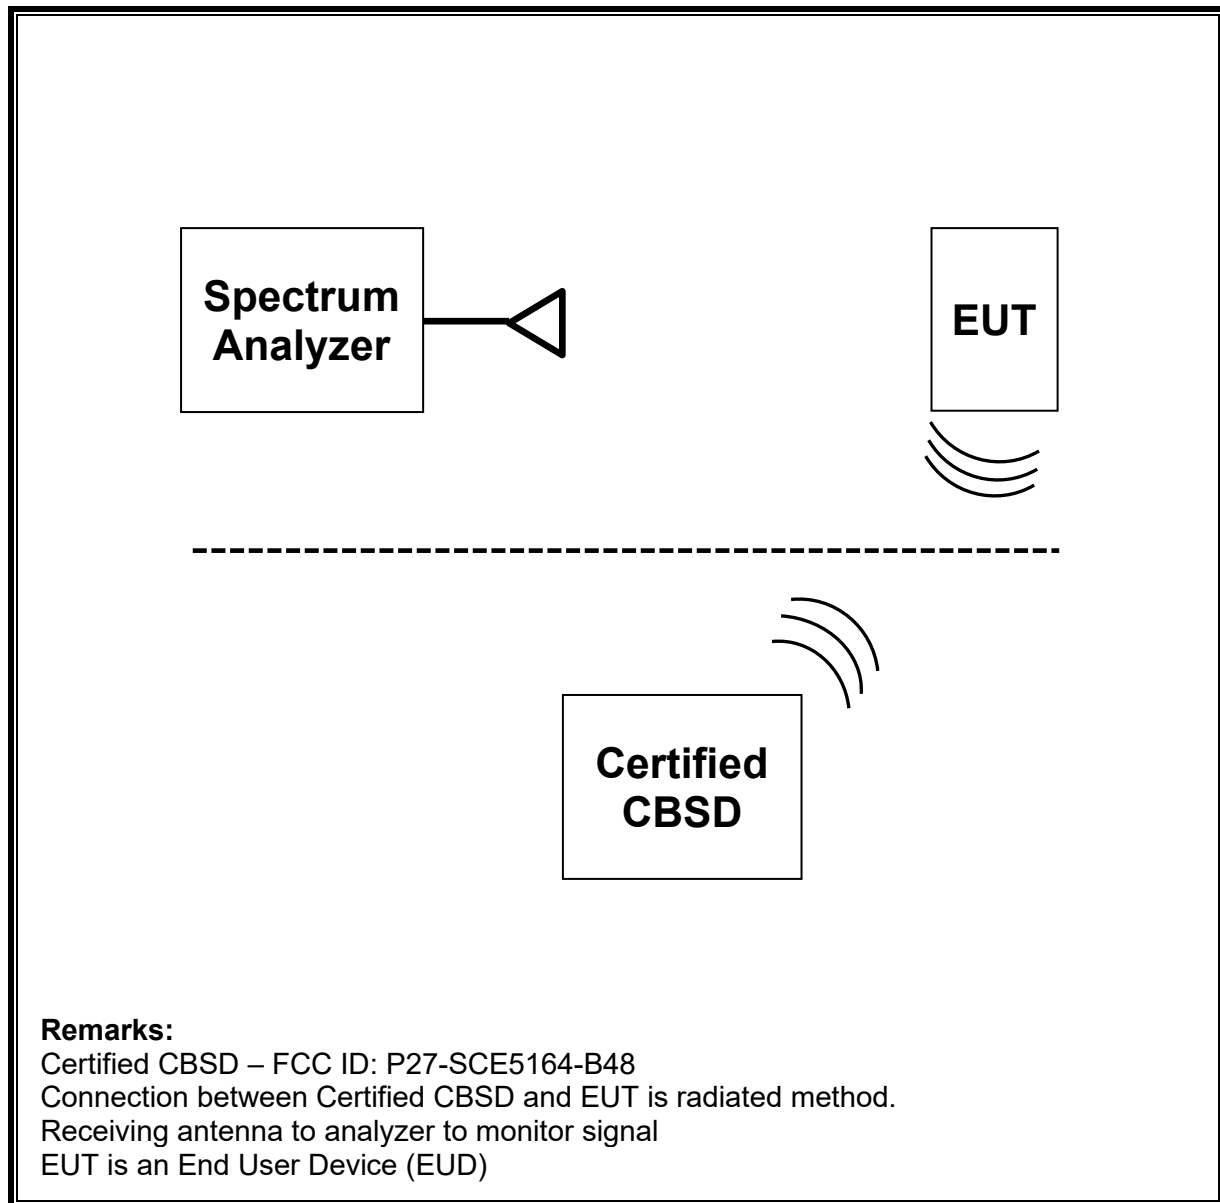 Spectrum
Analyzer
EUT
Certified
CBSD
Remarks:
Certified CBSD – FCC ID: P27-SCE5164-B48
Connection between Certified CBSD and EUT is radiated method.
Receiving antenna to analyzer to monitor signal
EUT is an End User Device (EUD)